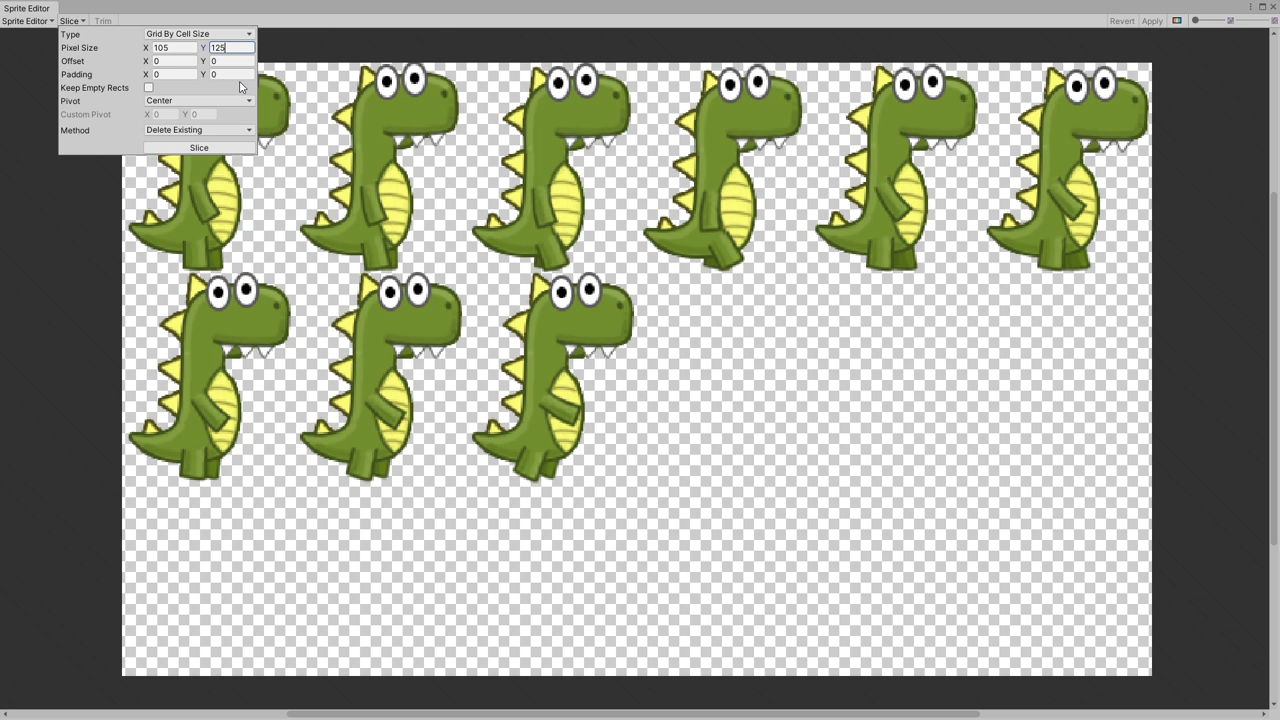 Sprite Editor
Sprite Editor Slice Trim Revert Apply
Type Grid By Cell Size
Pixel Size X 105 Y 125
Offset X 0 Y 0
Padding X 0 Y 0
Keep Empty Rects
Pivot Center
Custom Pivot X 0 Y 0
Method Delete Existing
Slice